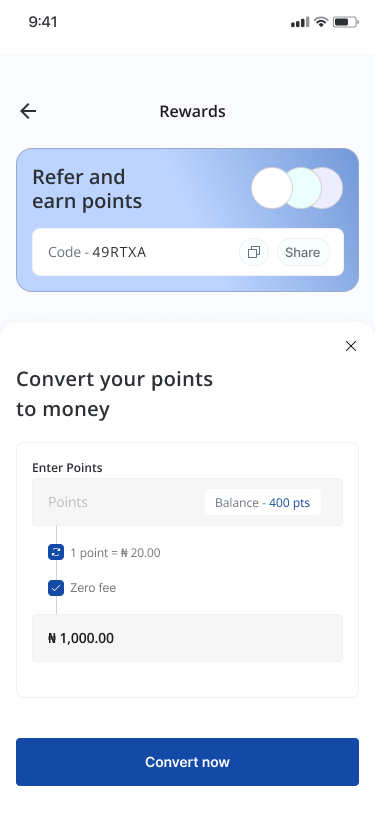 9:41
Rewards
Refer and
earn points
Code - 49RTXA
Share
Convert your points
to money
Enter Points
Points
Balance - 400 pts
1 point = ₦ 20.00
Zero fee
₦ 1,000.00
Convert now